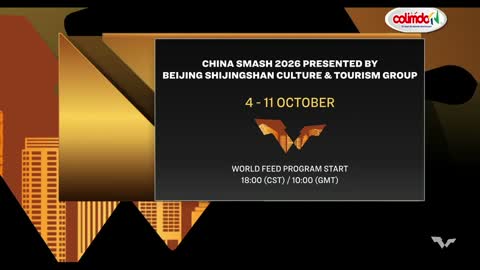 colimdo
CHINA SMASH 2026 PRESENTED BY
BEIJING SHIJINGSHAN CULTURE & TOURISM GROUP
4 - 11 OCTOBER
WORLD FEED PROGRAM START
18:00 (CST) / 10:00 (GMT)